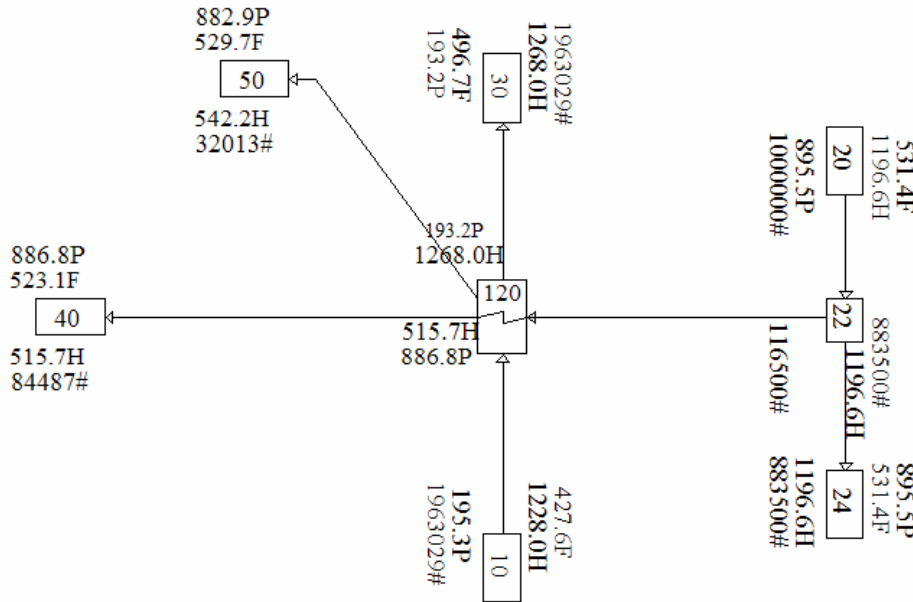 882.9P
529.7F
50
542.2H
32013#
496.7F
193.2P
30
1963029#
1268.0H
895.5P
1000000#
20
531.4F
1196.6H
193.2P
1268.0H
120
886.8P
523.1F
40
515.7H
84487#
515.7H
886.8P
116500#
22
883500#
1196.6H
195.3P
1963029#
10
427.6F
1228.0H
1196.6H
883500#
24
895.5P
531.4F